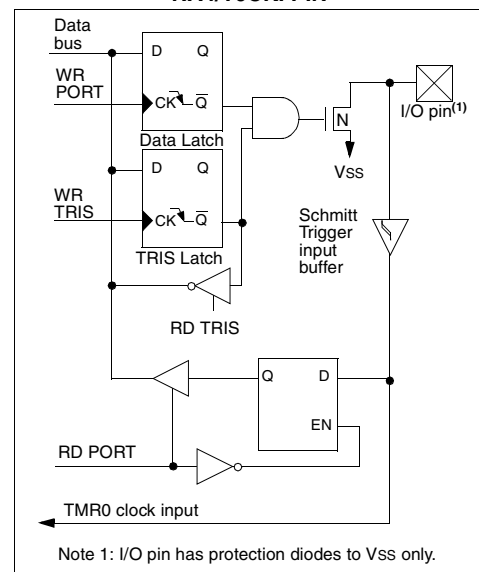 Data
bus
D Q
WR
PORT
CK Q
Data Latch
D Q
WR
TRIS
CK Q
TRIS Latch
N
I/O pin(1)
VSS
Schmitt
Trigger
input
buffer
RD TRIS
Q D
EN
RD PORT
TMR0 clock input
Note 1: I/O pin has protection diodes to VSS only.